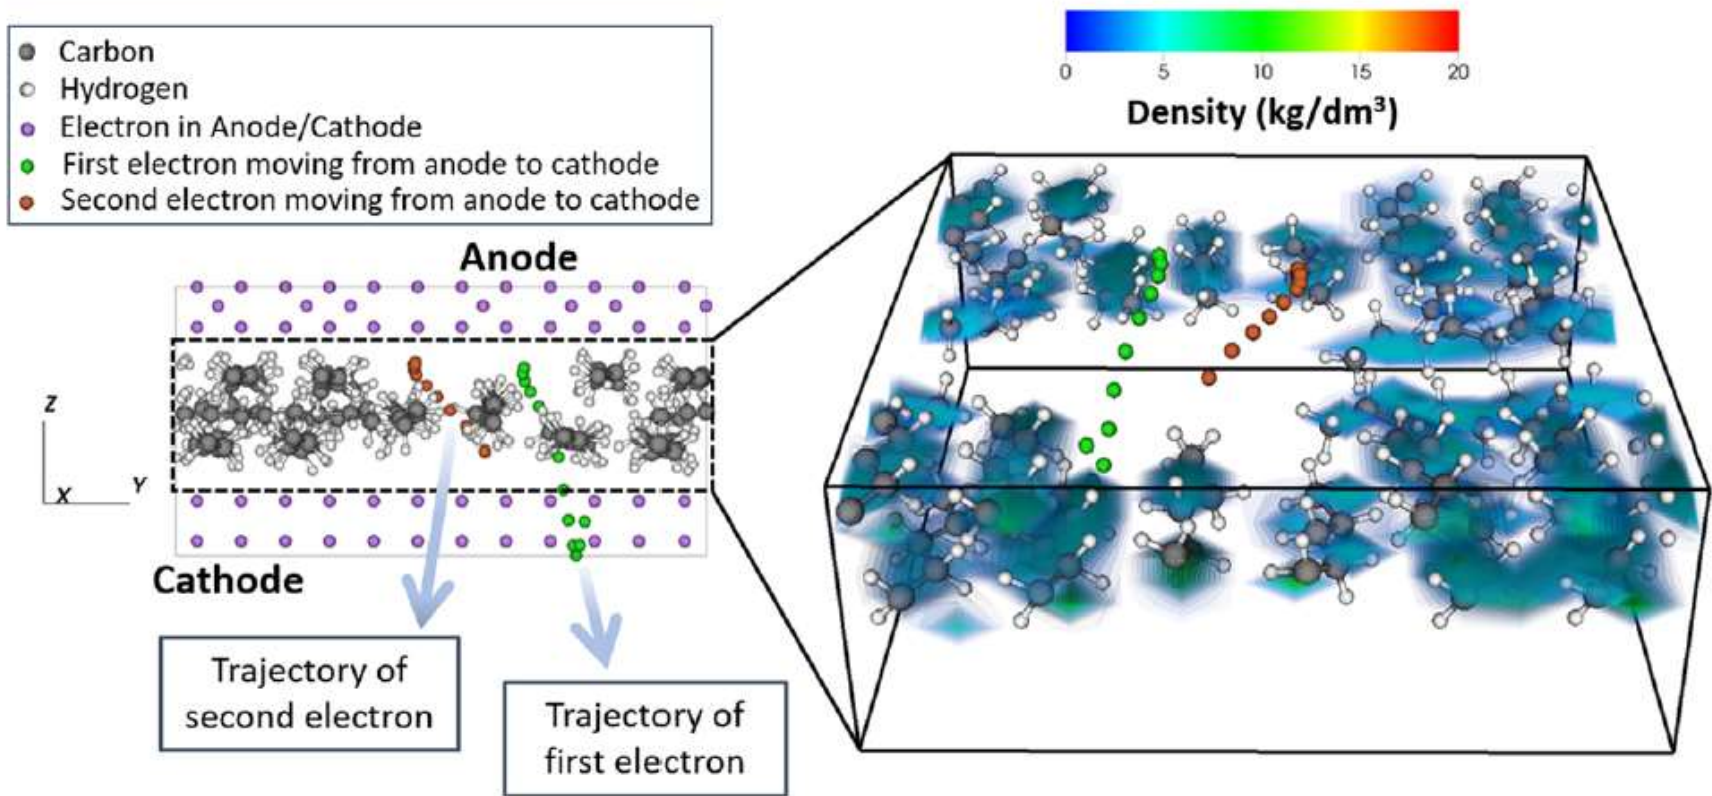 Carbon
Hydrogen
Electron in Anode/Cathode
First electron moving from anode to cathode
Second electron moving from anode to cathode
0 5 10 15 20
Density (kg/dm³)
Anode
Z
X
Y
Cathode
Trajectory of
second electron
Trajectory of
first electron